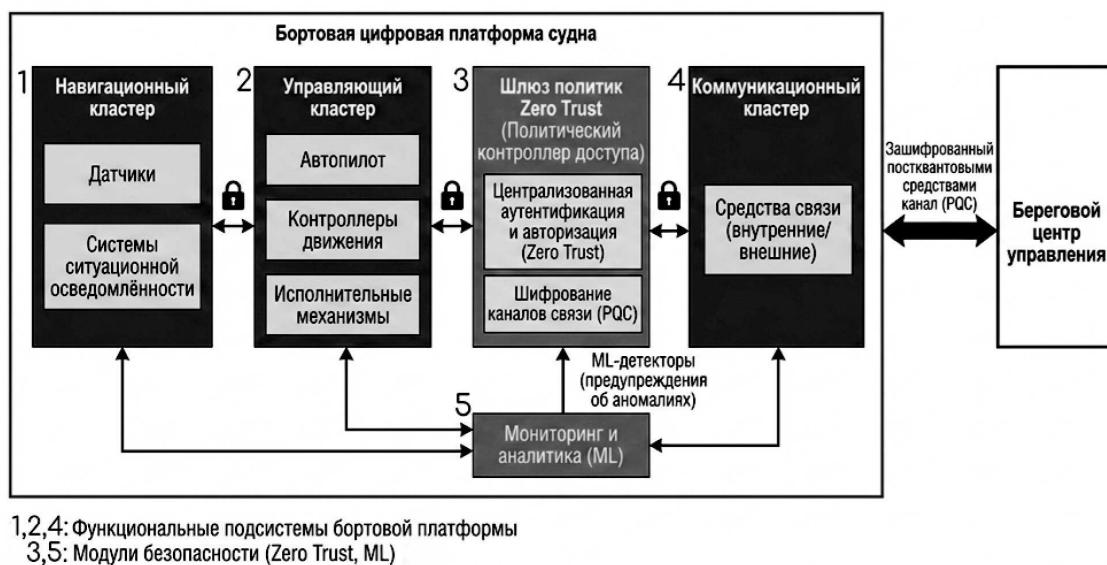 Бортовая цифровая платформа судна
1
Навигационный
кластер
Датчики
Системы
ситуационной
осведомлённости
2
Управляющий
кластер
Автопилот
Контроллеры
движения
Исполнительные
механизмы
3
Шлюз политик
Zero Trust
(Политический
контроллер доступа)
Централизованная
аутентификация
и авторизация
(Zero Trust)
Шифрование
каналов связи (PQC)
4
Коммуникационный
кластер
Средства связи
(внутренние/
внешние)
Зашифрованный
постквантовыми
средствами
канал (PQC)
Береговой
центр
управления
ML-детекторы
(предупреждения
об аномалиях)
5
Мониторинг и
аналитика (ML)
1,2,4: Функциональные подсистемы бортовой платформы
3,5: Модули безопасности (Zero Trust, ML)